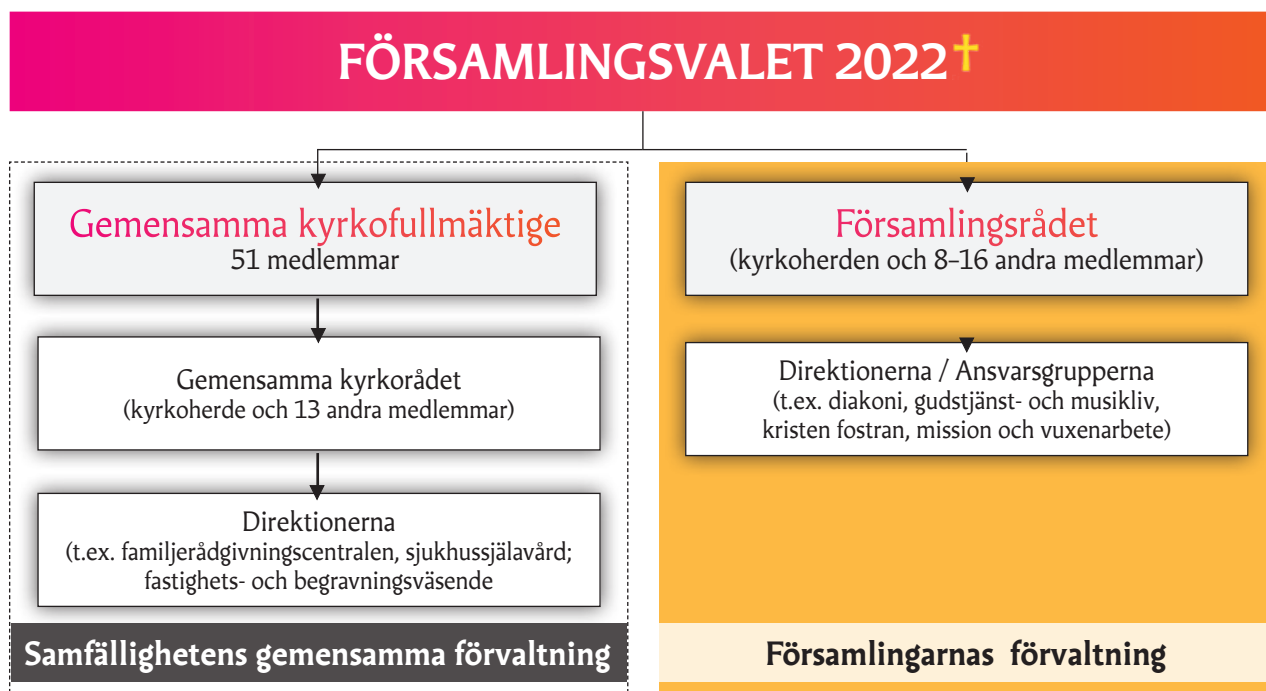 FÖRSAMLINGSVALET 2022
Gemensamma kyrkofullmäktige
51 medlemmar
Gemensamma kyrkorådet
(kyrkoherde och 13 andra medlemmar)
Direktionerna
(t.ex. familjerådgivningscentralen, sjukhussjälavård;
fastighets- och begravningsväsende
Samfällighetens gemensamma förvaltning
Församlingsrådet
(kyrkoherden och 8–16 andra medlemmar)
Direktionerna / Ansvarsgrupperna
(t.ex. diakoni, gudstjänst- och musikliv,
kristen fostran, mission och vuxenarbete)
Församlingarnas förvaltning